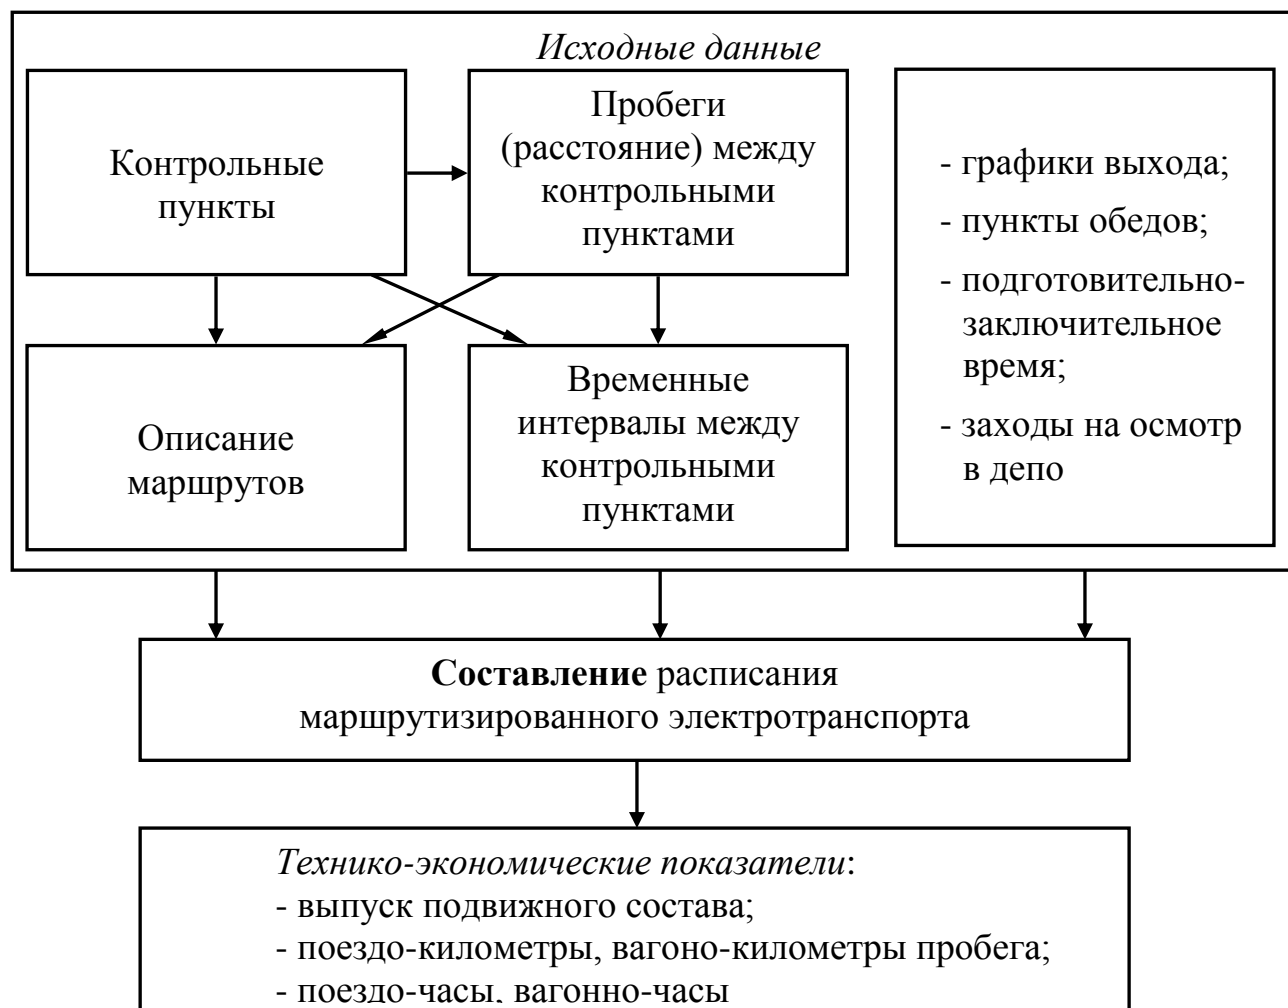 Исходные данные
Контрольные
пункты
Пробеги
(расстояние) между
контрольными
пунктами
Описание
маршрутов
Временные
интервалы между
контрольными
пунктами
- графики выхода;
- пункты обедов;
- подготовительно-
заключительное
время;
- заходы на осмотр
в депо
Составление расписания
маршрутизированного электротранспорта
Технико-экономические показатели:
- выпуск подвижного состава;
- поездо-километры, вагоно-километры пробега;
- поездо-часы, вагонно-часы